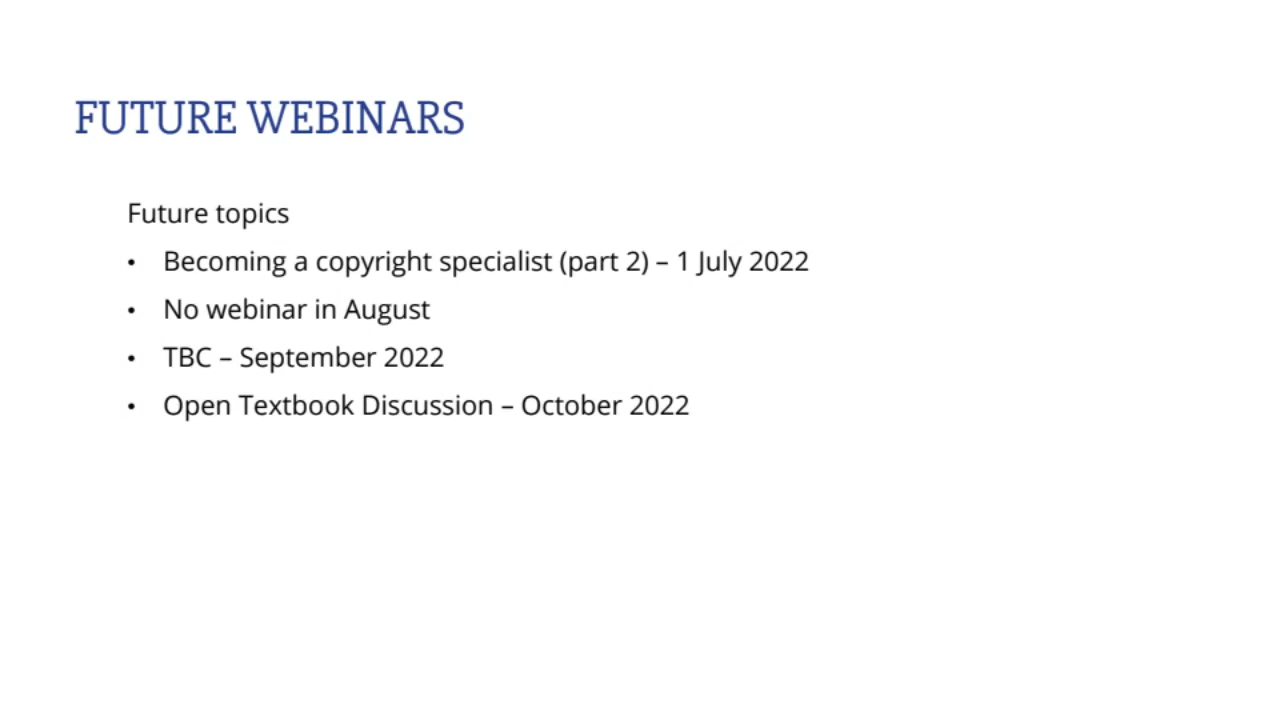 FUTURE WEBINARS
Future topics
• Becoming a copyright specialist (part 2) – 1 July 2022
• No webinar in August
• TBC – September 2022
• Open Textbook Discussion – October 2022